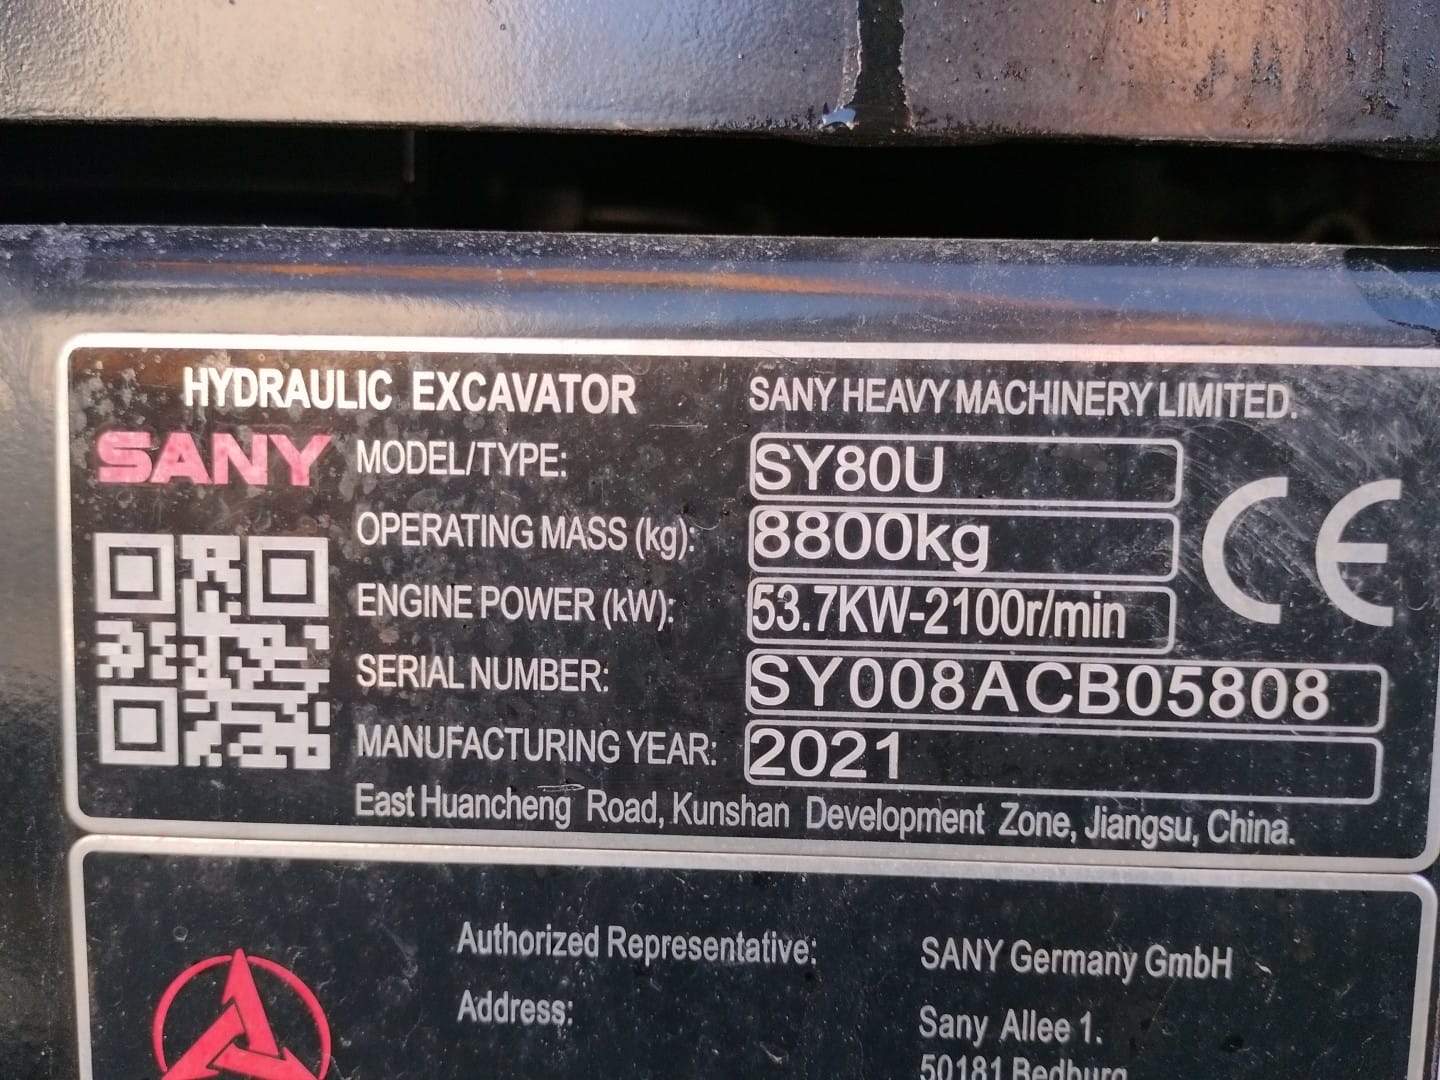 HYDRAULIC EXCAVATOR SANY HEAVY MACHINERY LIMITED.
SANY
MODEL/TYPE: SY80U
OPERATING MASS (kg): 8800kg
ENGINE POWER (kW): 53.7KW-2100r/min
SERIAL NUMBER: SY008ACB05808
MANUFACTURING YEAR: 2021
East Huancheng Road, Kunshan Development Zone, Jiangsu, China.
CE
Authorized Representative: SANY Germany GmbH
Address: Sany Allee 1.
50181 Bedburg